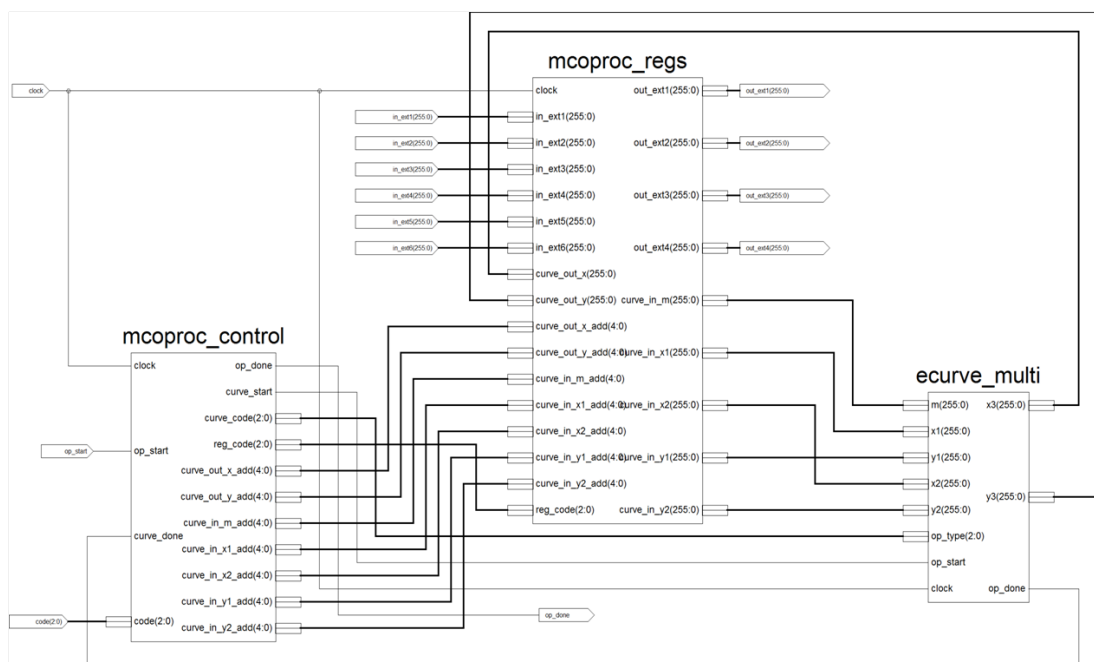 mcoproc_regs
clock
clock
out_ext1(255:0)
out_ext1(255:0)
in_ext1(255:0)
in_ext1(255:0)
in_ext2(255:0)
in_ext2(255:0)
out_ext2(255:0)
out_ext2(255:0)
in_ext3(255:0)
in_ext3(255:0)
in_ext4(255:0)
in_ext4(255:0)
out_ext3(255:0)
out_ext3(255:0)
in_ext5(255:0)
in_ext5(255:0)
in_ext6(255:0)
in_ext6(255:0)
out_ext4(255:0)
out_ext4(255:0)
curve_out_x(255:0)
curve_out_y(255:0)
curve_in_m(255:0)
curve_out_x_add(4:0)
curve_out_y_add(4:0)
curve_in_x1(255:0)
curve_in_m_add(4:0)
curve_in_x1_add(4:0)
curve_in_x2(255:0)
curve_in_x2_add(4:0)
curve_in_y1_add(4:0)
curve_in_y1(255:0)
curve_in_y2_add(4:0)
reg_code(2:0)
curve_in_y2(255:0)
mcoproc_control
clock
op_done
curve_start
curve_code(2:0)
reg_code(2:0)
op_start
op_start
curve_out_x_add(4:0)
curve_out_y_add(4:0)
curve_in_m_add(4:0)
curve_done
curve_in_x1_add(4:0)
curve_in_x2_add(4:0)
curve_in_y1_add(4:0)
code(2:0)
code(2:0)
curve_in_y2_add(4:0)
op_done
ecurve_multi
m(255:0)
x3(255:0)
x1(255:0)
y1(255:0)
x2(255:0)
y3(255:0)
y2(255:0)
op_type(2:0)
op_start
clock
op_done